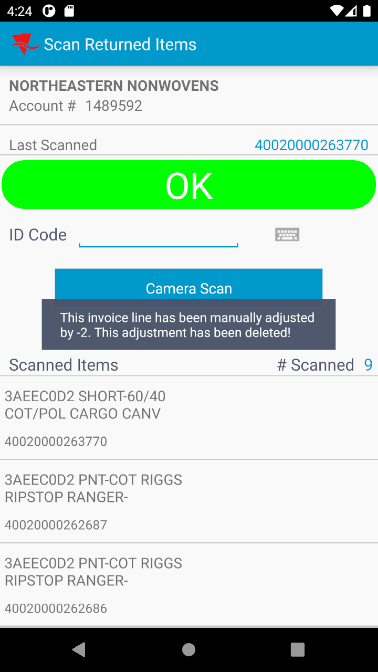 4:24
Scan Returned Items
NORTHEASTERN NONWOVENS
Account # 1489592
Last Scanned 40020000263770
OK
ID Code
Camera Scan
This invoice line has been manually adjusted
by -2. This adjustment has been deleted!
Scanned Items # Scanned 9
3AEEC0D2 SHORT-60/40
COT/POL CARGO CANV
40020000263770
3AEEC0D2 PNT-COT RIGGS
RIPSTOP RANGER-
40020000262687
3AEEC0D2 PNT-COT RIGGS
RIPSTOP RANGER-
40020000262686